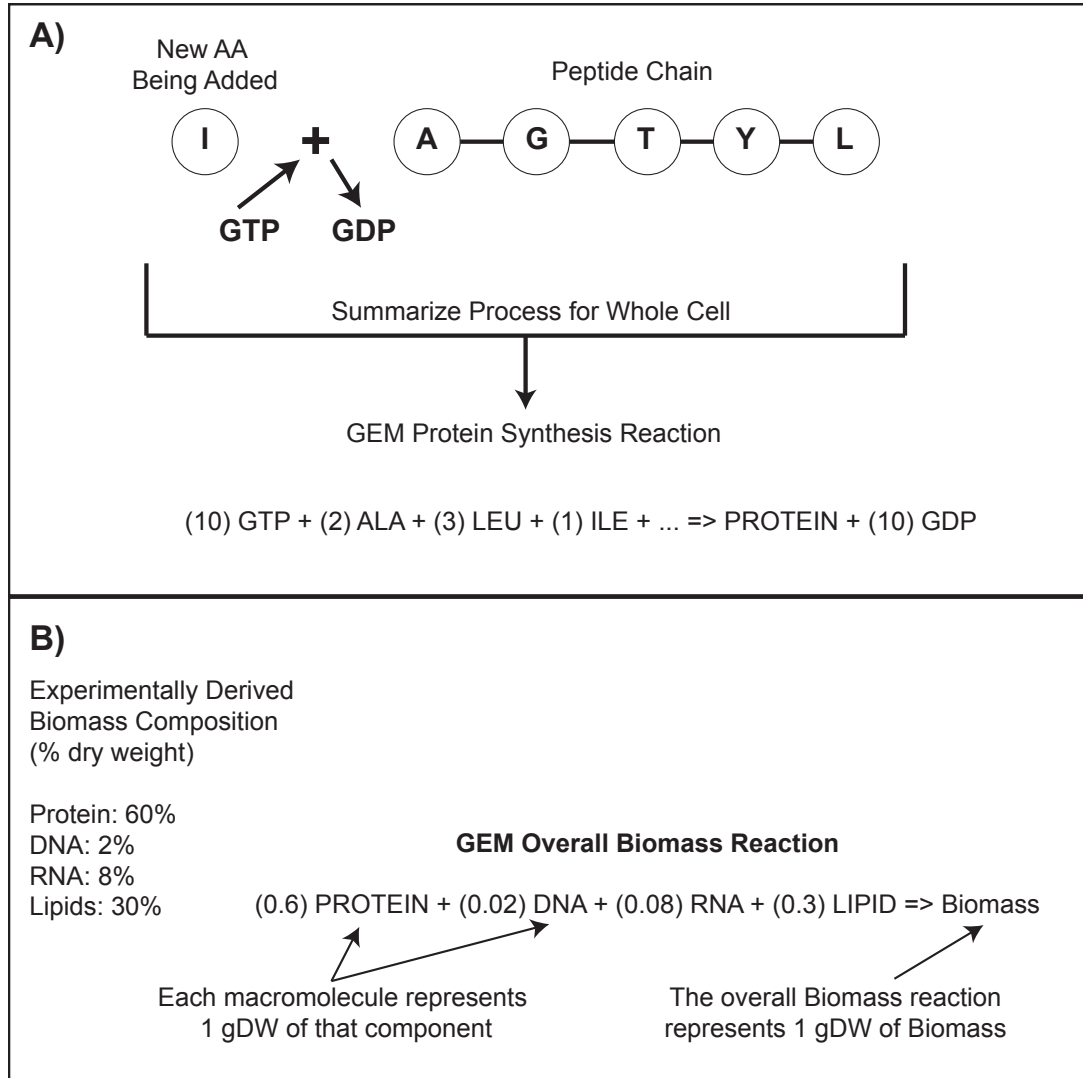 A)
New AA
Being Added
Peptide Chain
I + A G T Y L
GTP GDP
Summarize Process for Whole Cell
GEM Protein Synthesis Reaction
(10) GTP + (2) ALA + (3) LEU + (1) ILE + ... => PROTEIN + (10) GDP
B)
Experimentally Derived
Biomass Composition
(% dry weight)
Protein: 60%
DNA: 2%
RNA: 8%
Lipids: 30%
GEM Overall Biomass Reaction
(0.6) PROTEIN + (0.02) DNA + (0.08) RNA + (0.3) LIPID => Biomass
Each macromolecule represents
1 gDW of that component
The overall Biomass reaction
represents 1 gDW of Biomass